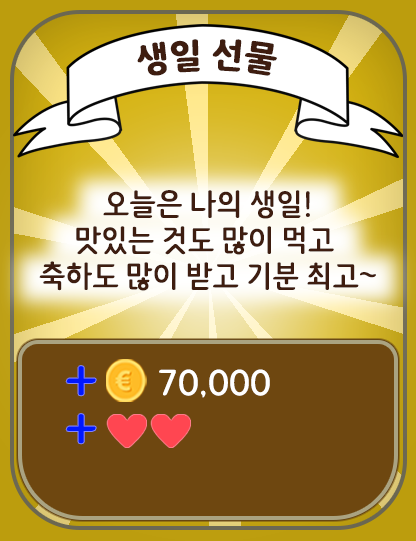 생일 선물
오늘은 나의 생일!
맛있는 것도 많이 먹고
축하도 많이 받고 기분 최고~
+ € 70,000
+